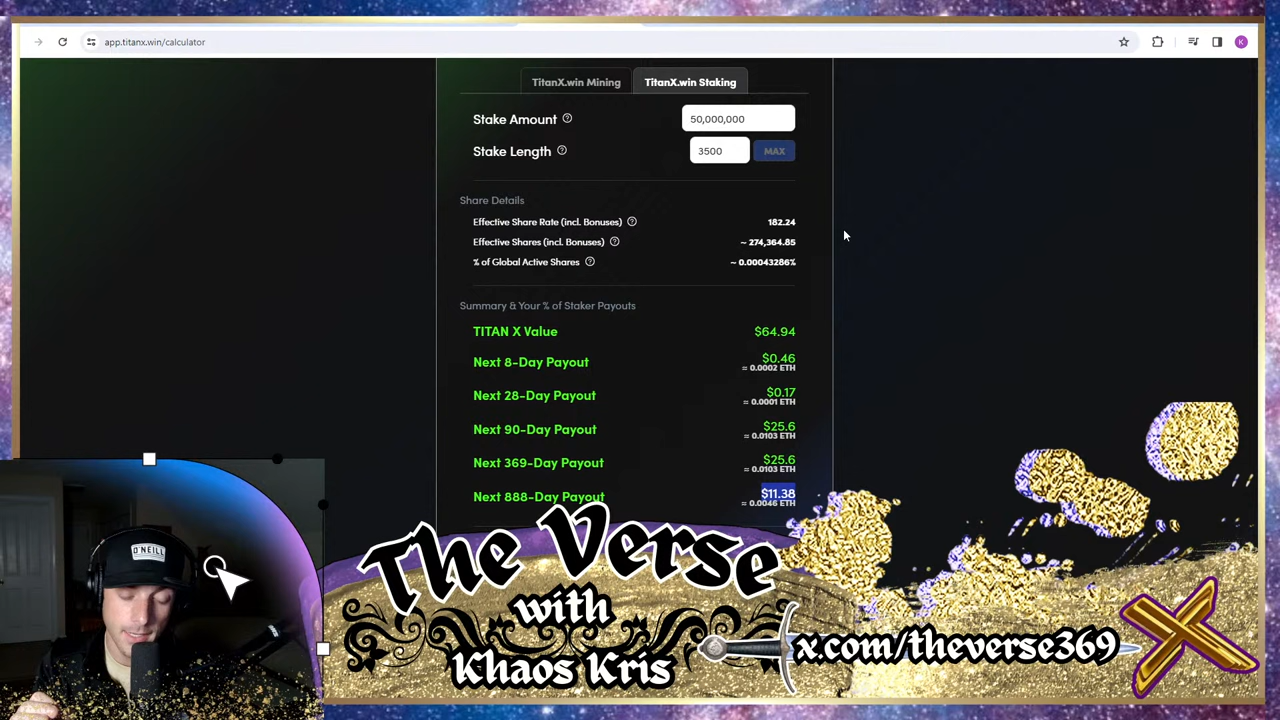 app.titanx.win/calculator
K
TitanX.win Mining
TitanX.win Staking
Stake Amount ?
50,000,000
Stake Length ?
3500
MAX
Share Details
Effective Share Rate (incl. Bonuses) ?
182.24
Effective Shares (incl. Bonuses) ?
~ 274,364.85
% of Global Active Shares ?
~ 0.00043286%
Summary & Your % of Staker Payouts
TITAN X Value
$64.94
Next 8-Day Payout
$0.46
= 0.0002 ETH
Next 28-Day Payout
$0.17
= 0.0001 ETH
Next 90-Day Payout
$25.6
= 0.0103 ETH
Next 369-Day Payout
$25.6
= 0.0103 ETH
Next 888-Day Payout
$11.38
= 0.0046 ETH
O'NEILL
The Verse
with
Khaos Kris
x.com/theverse369
X